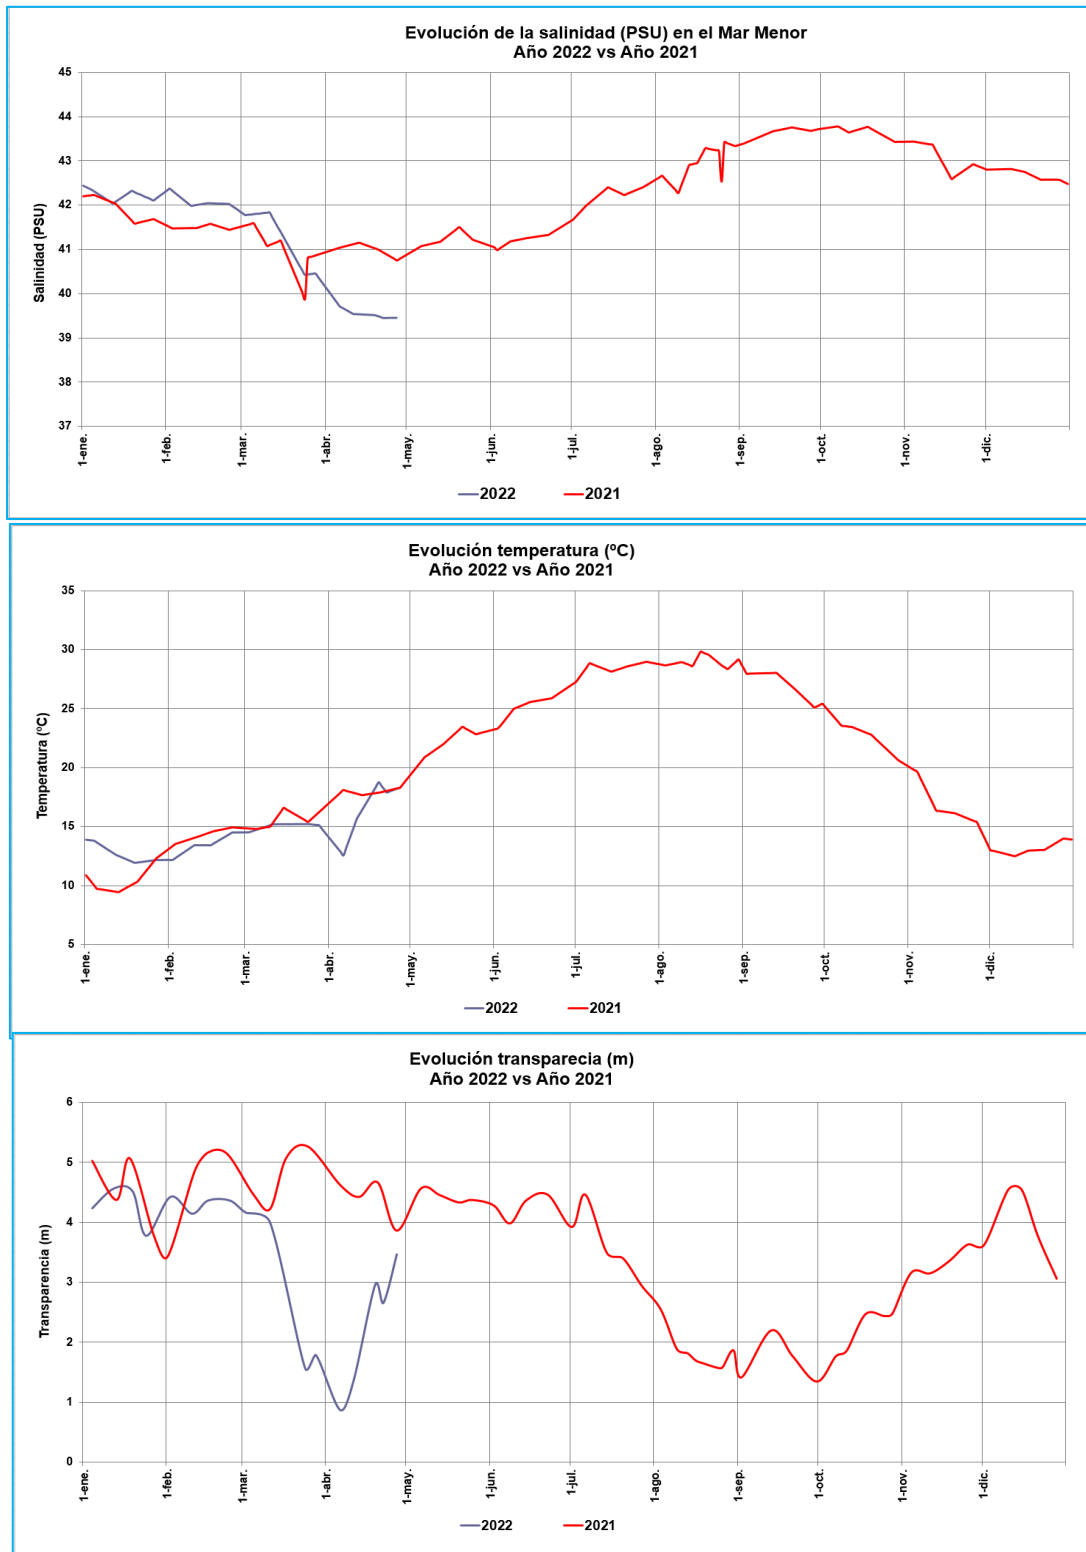 Evolución de la salinidad (PSU) en el Mar Menor
Año 2022 vs Año 2021
Salinidad (PSU)
45
44
43
42
41
40
39
38
37
1-ene.
1-feb.
1-mar.
1-abr.
1-may.
1-jun.
1-jul.
1-ago.
1-sep.
1-oct.
1-nov.
1-dic.
2022
2021
Evolución temperatura (ºC)
Año 2022 vs Año 2021
Temperatura (ºC)
35
30
25
20
15
10
5
1-ene.
1-feb.
1-mar.
1-abr.
1-may.
1-jun.
1-jul.
1-ago.
1-sep.
1-oct.
1-nov.
1-dic.
2022
2021
Evolución transparecia (m)
Año 2022 vs Año 2021
Transparencia (m)
6
5
4
3
2
1
0
1-ene.
1-feb.
1-mar.
1-abr.
1-may.
1-jun.
1-jul.
1-ago.
1-sep.
1-oct.
1-nov.
1-dic.
2022
2021